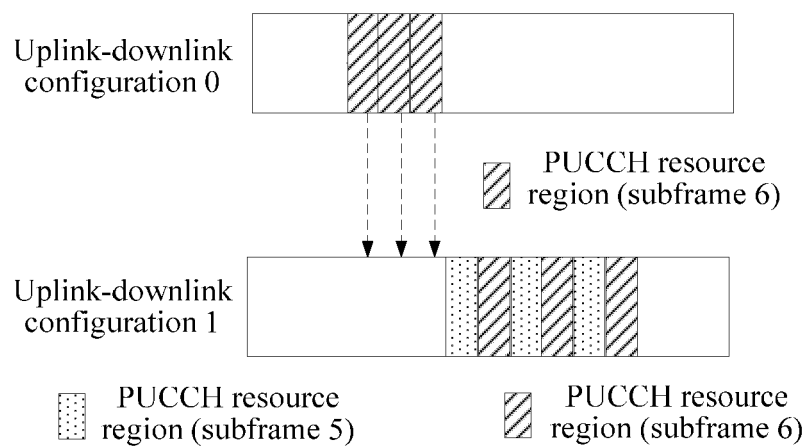 Uplink-downlink
configuration 0
PUCCH resource
region (subframe 6)
Uplink-downlink
configuration 1
PUCCH resource
region (subframe 5)
PUCCH resource
region (subframe 6)